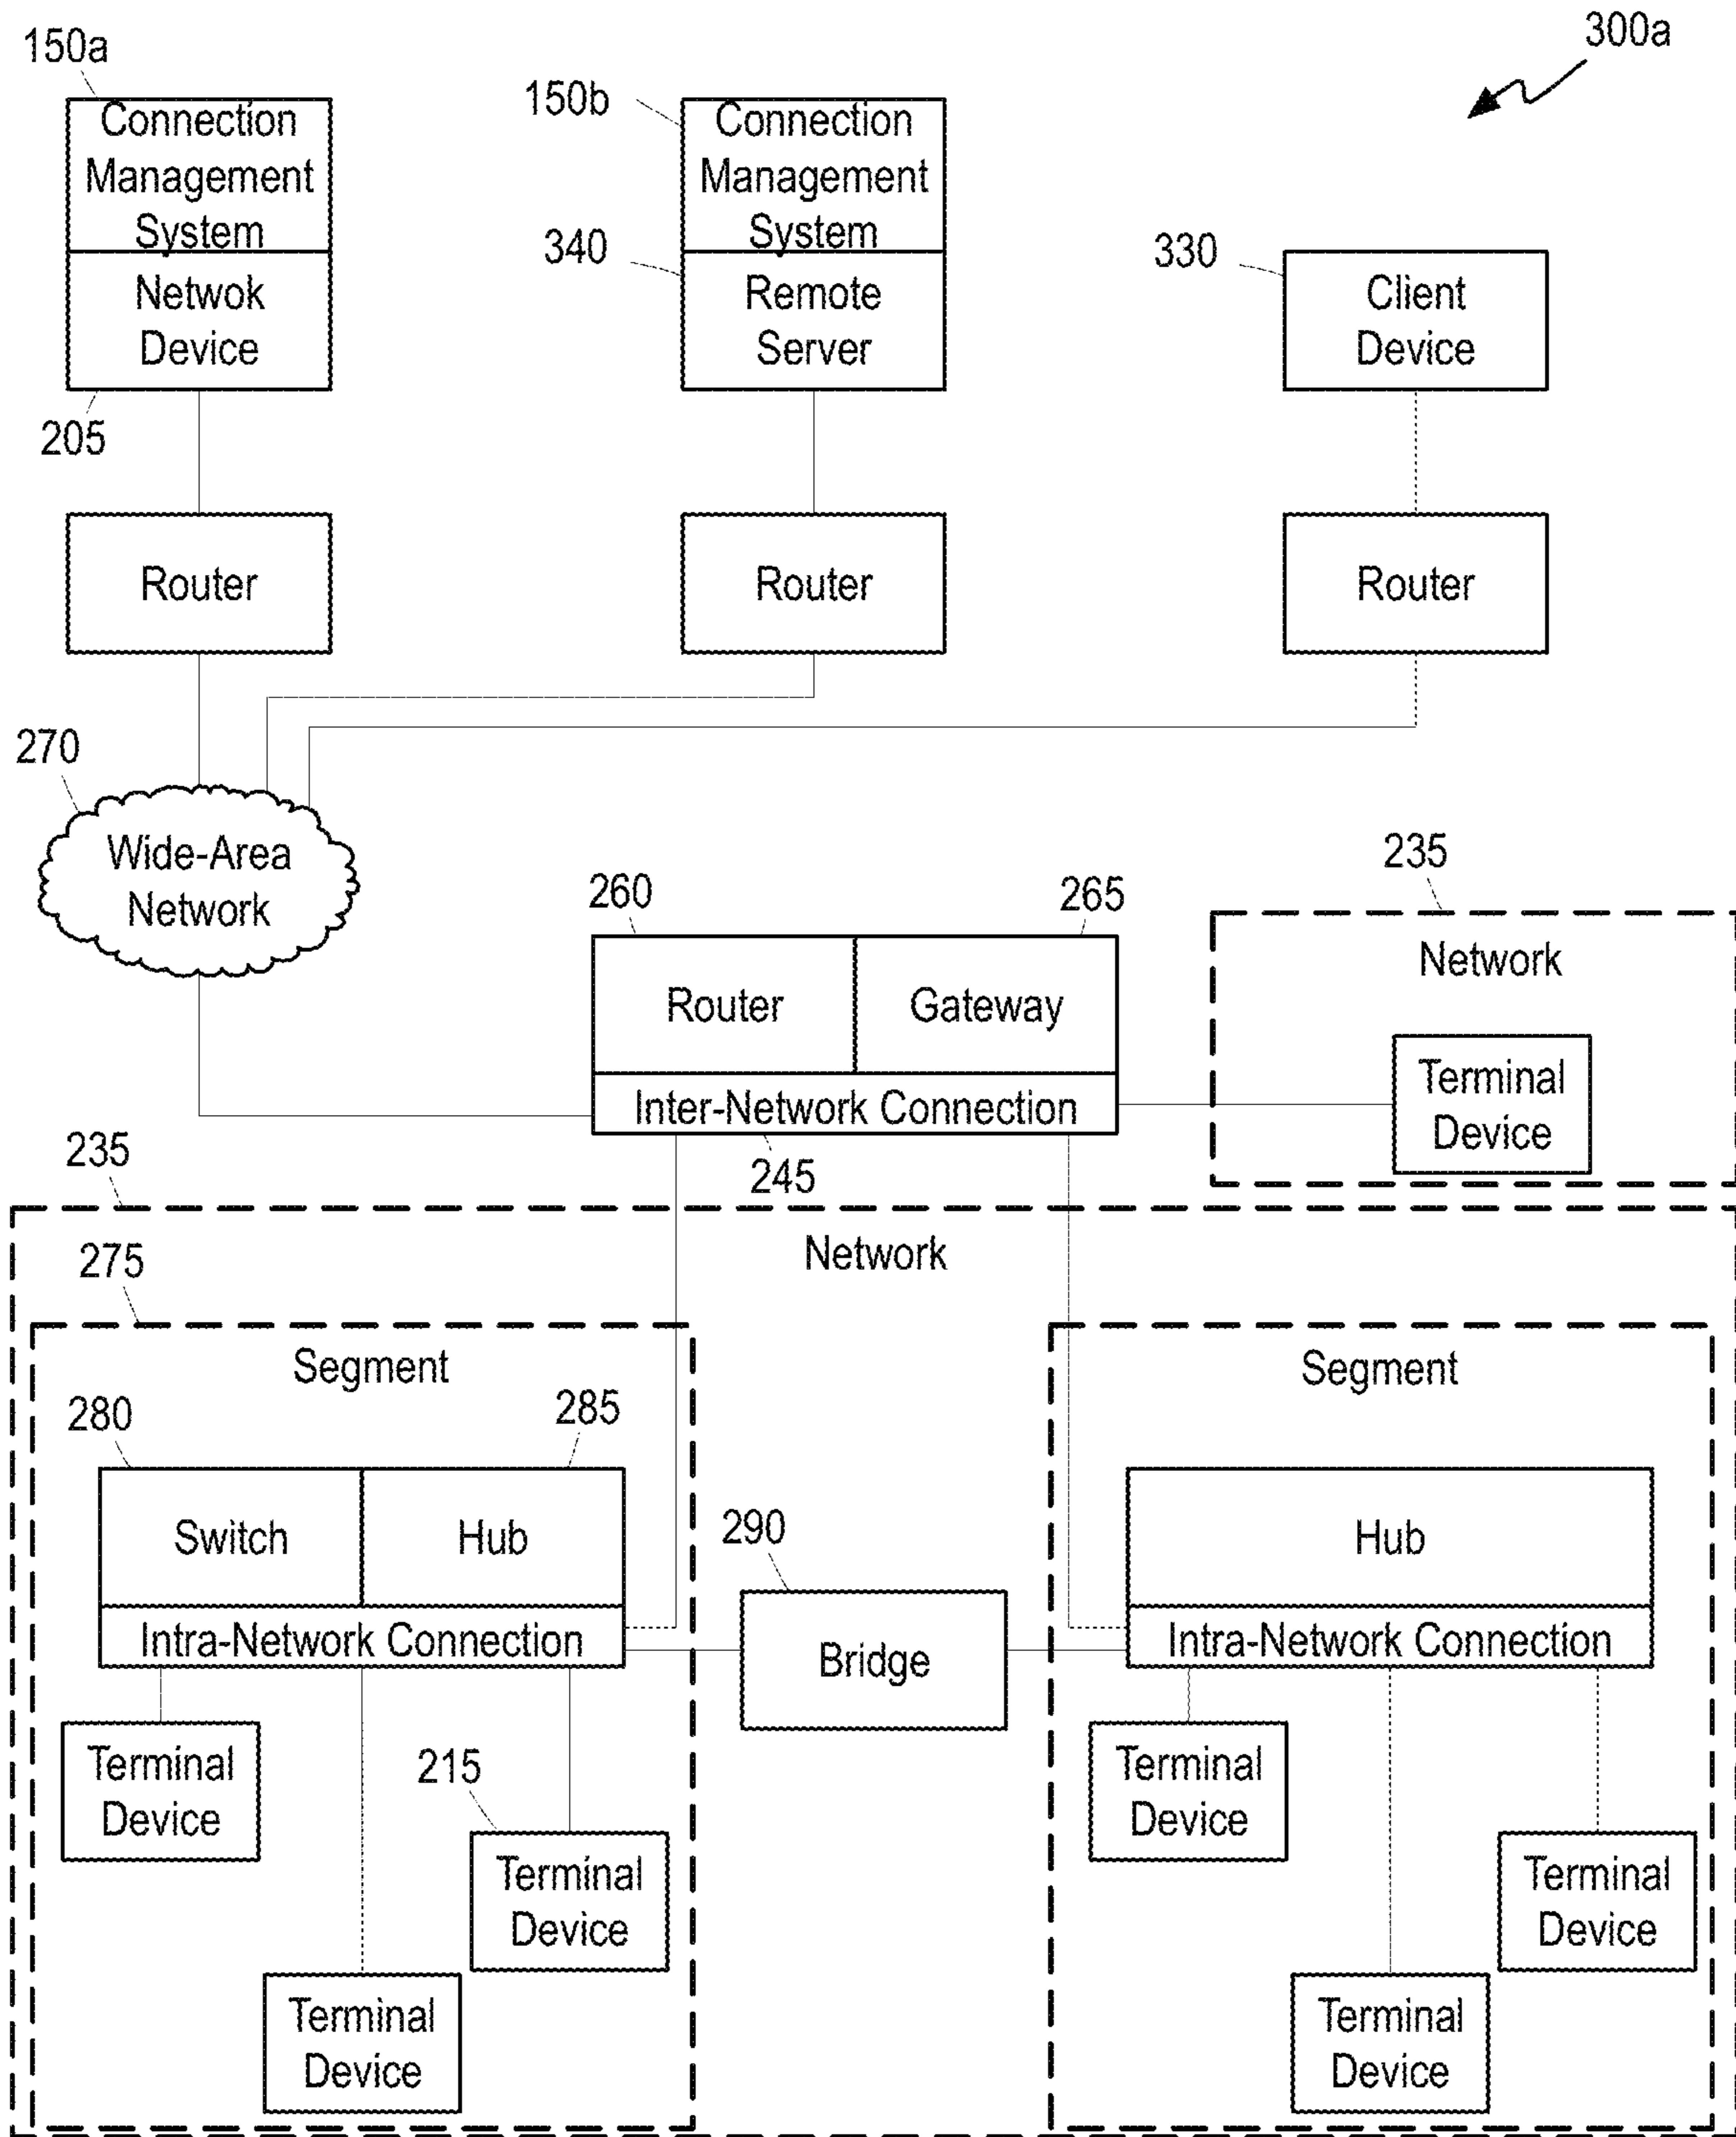 300a
150a
Connection
Management
System
Netwok
Device
205
150b
Connection
Management
System
340
Remote
Server
330
Client
Device
Router
Router
Router
270
Wide-Area
Network
260
265
Router
Gateway
Inter-Network Connection
245
235
Network
Terminal
Device
235
Network
275
Segment
280
285
Switch
Hub
Intra-Network Connection
Terminal
Device
215
Terminal
Device
Terminal
Device
290
Bridge
Segment
Hub
Intra-Network Connection
Terminal
Device
Terminal
Device
Terminal
Device